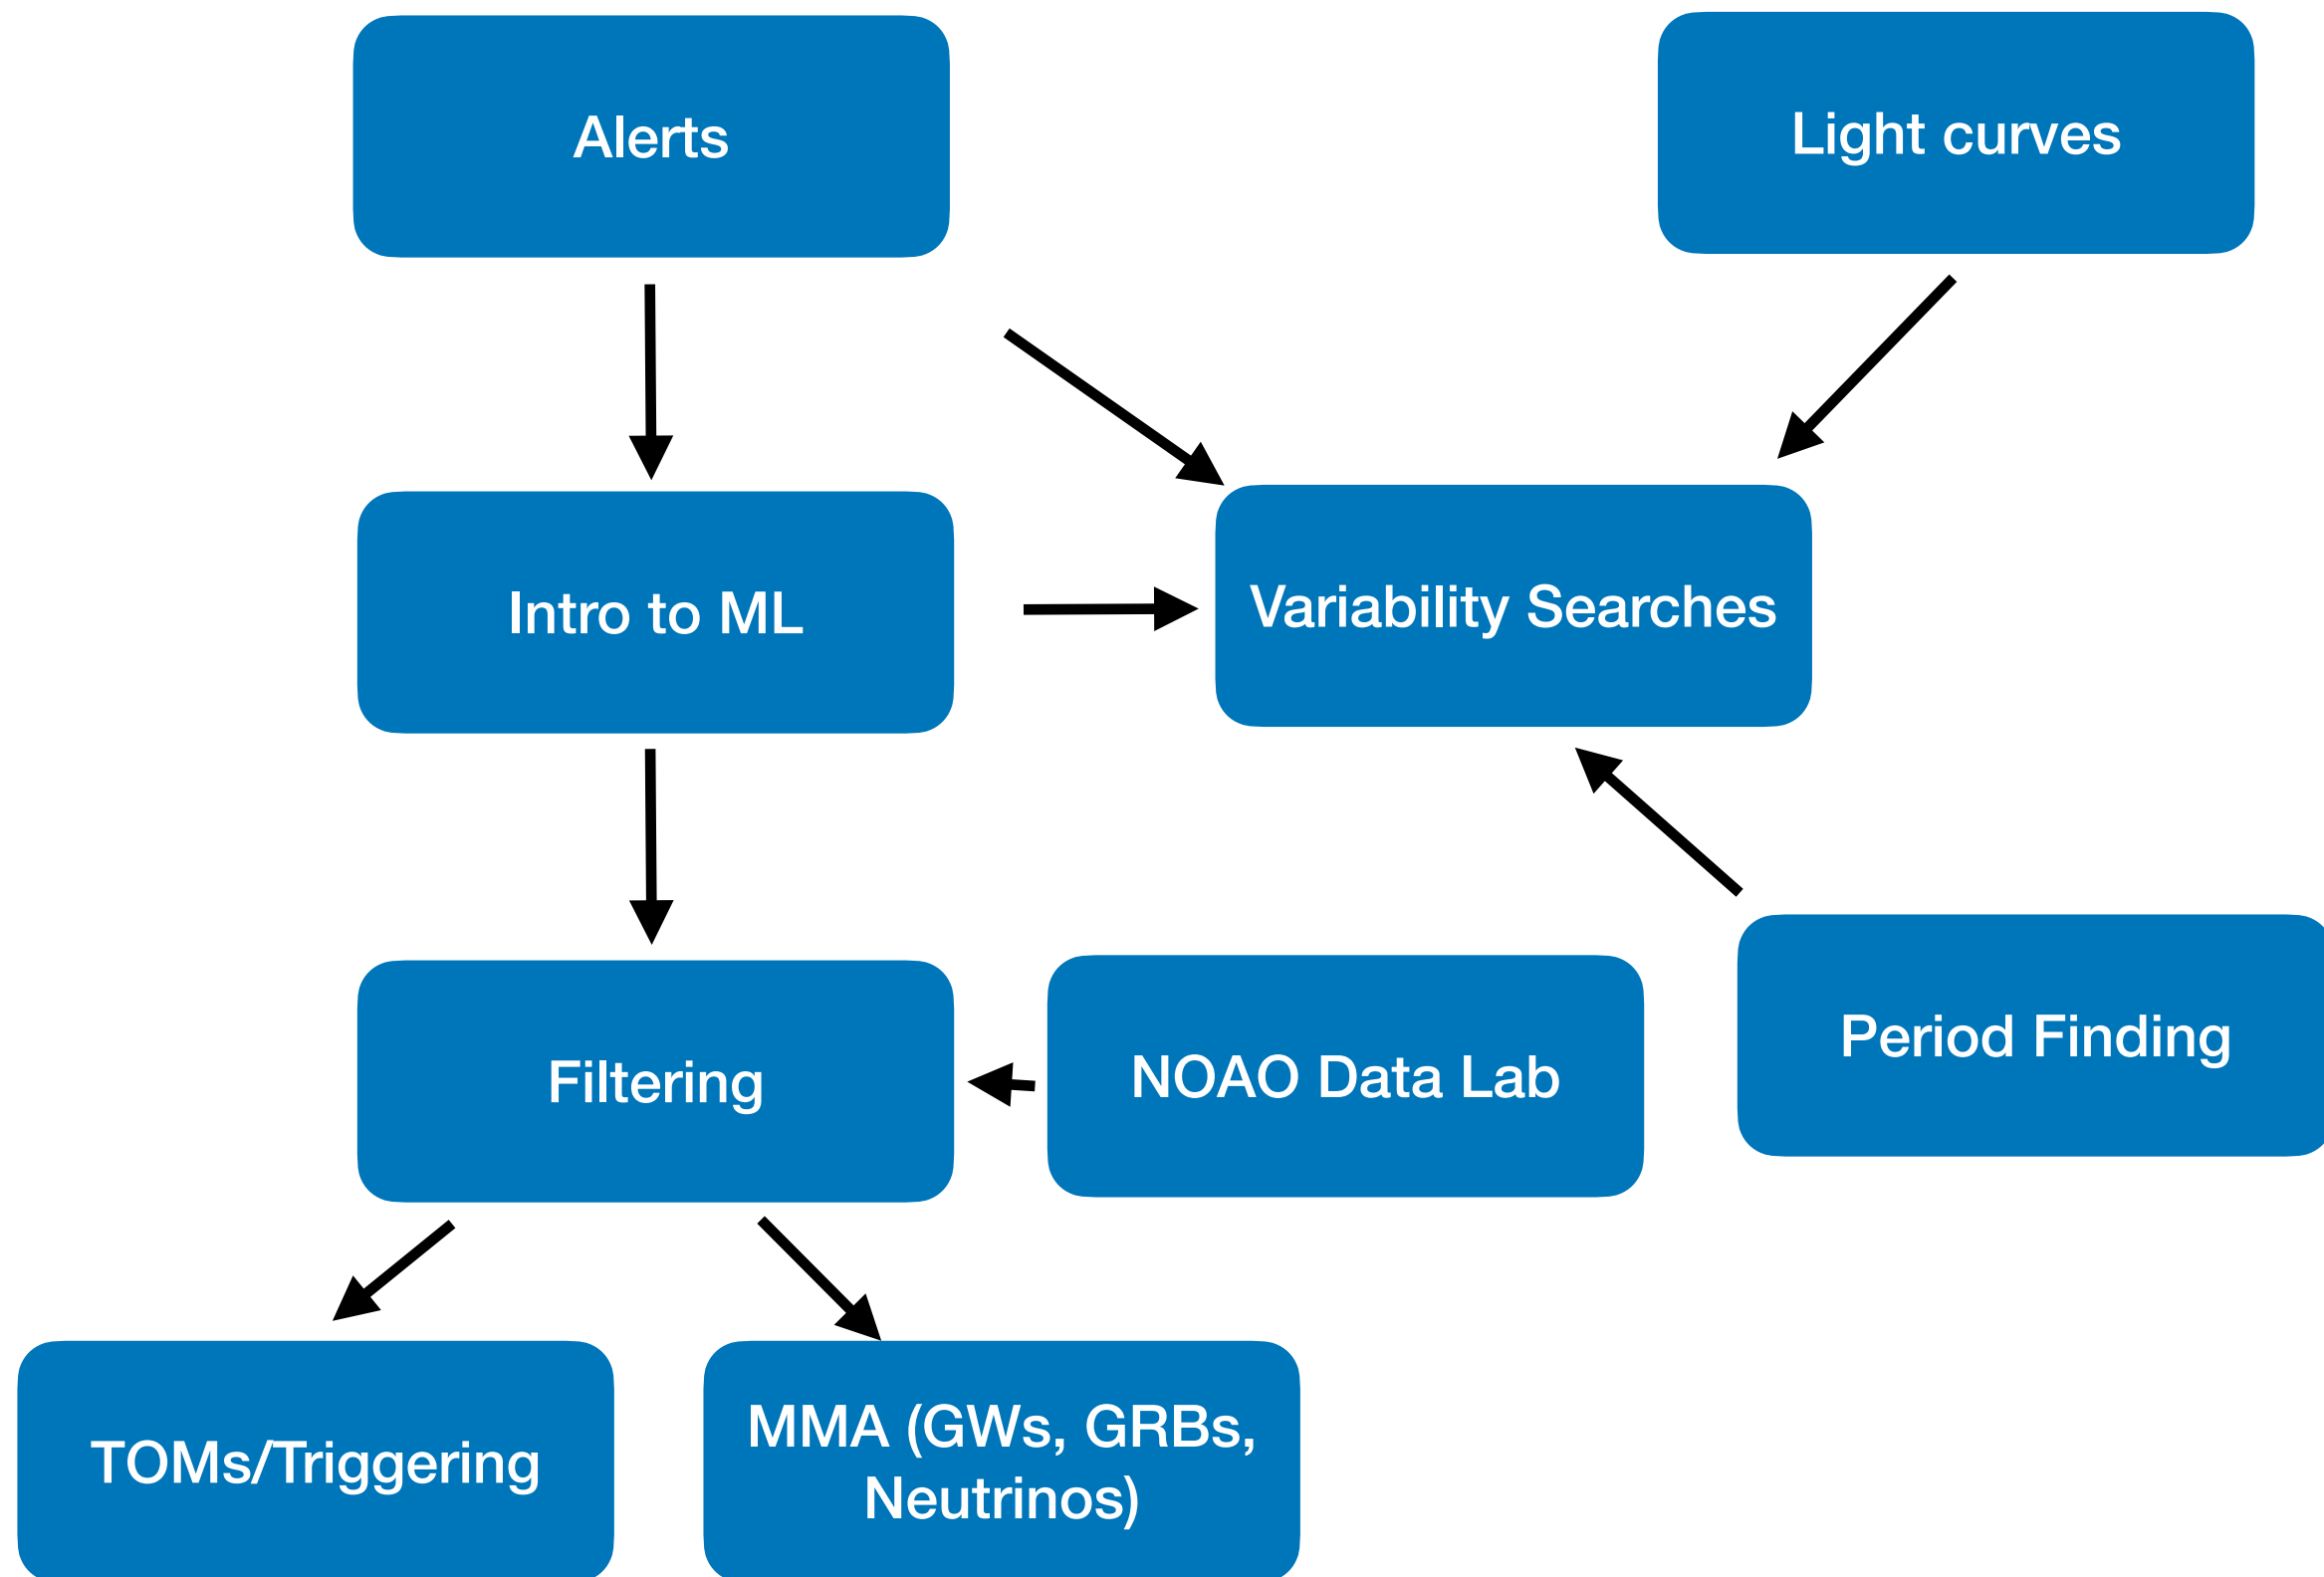 Alerts
Light curves
Intro to ML
Variability Searches
Filtering
NOAO Data Lab
Period Finding
TOMs/Triggering
MMA (GWs, GRBs,
Neutrinos)